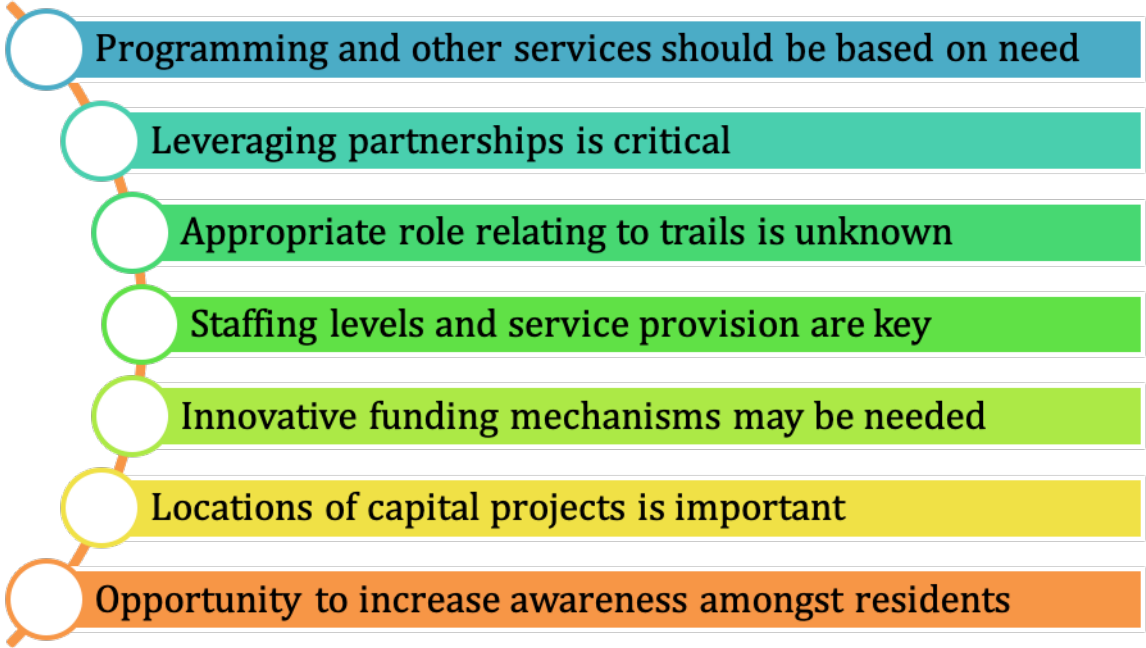 Programming and other services should be based on need
Leveraging partnerships is critical
Appropriate role relating to trails is unknown
Staffing levels and service provision are key
Innovative funding mechanisms may be needed
Locations of capital projects is important
Opportunity to increase awareness amongst residents